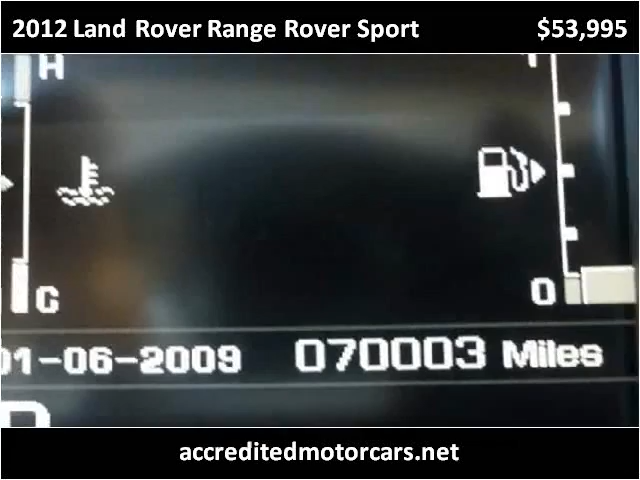 2012 Land Rover Range Rover Sport $53,995
H
C
0
01-06-2009 070003 Miles
accreditedmotorcars.net